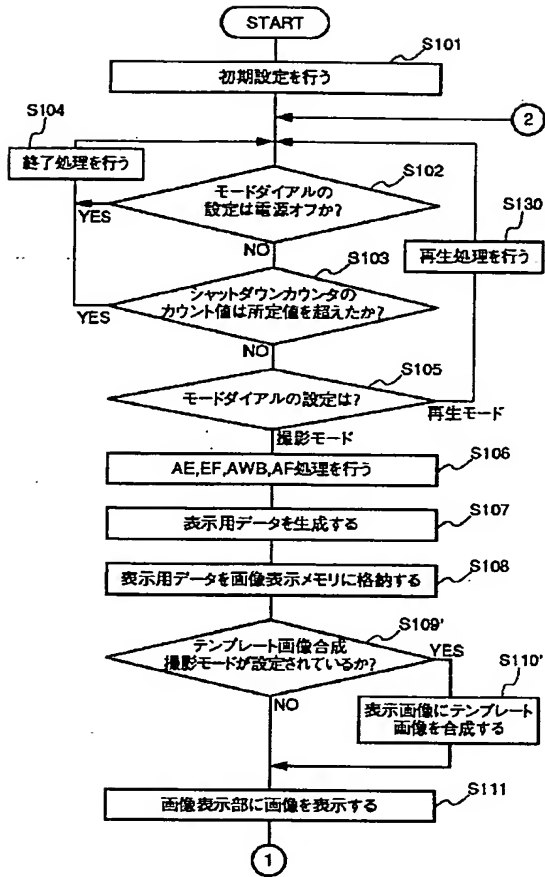 START
S101
初期設定を行う
2
S104
終了処理を行う
S102
モードダイアルの
設定は電源オフか?
YES
NO
S130
再生処理を行う
S103
シャットダウンカウンタの
カウント値は所定値を超えたか?
YES
NO
S105
モードダイアルの設定は?
再生モード
撮影モード
S106
AE,EF,AWB,AF処理を行う
S107
表示用データを生成する
S108
表示用データを画像表示メモリに格納する
S109'
テンプレート画像合成
撮影モードが設定されているか?
YES
NO
S110'
表示画像にテンプレート
画像を合成する
S111
画像表示部に画像を表示する
1